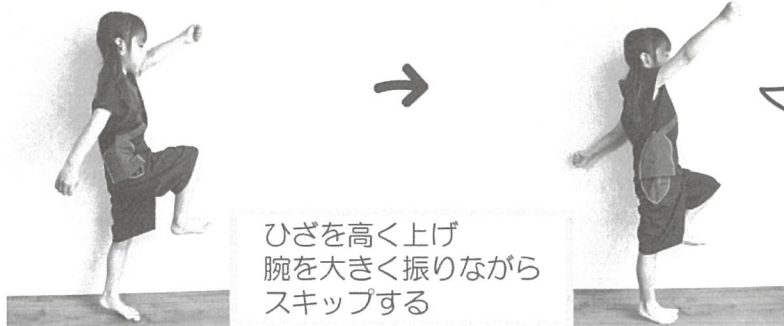 ひざを高く上げ
腕を大きく振りながら
スキップする